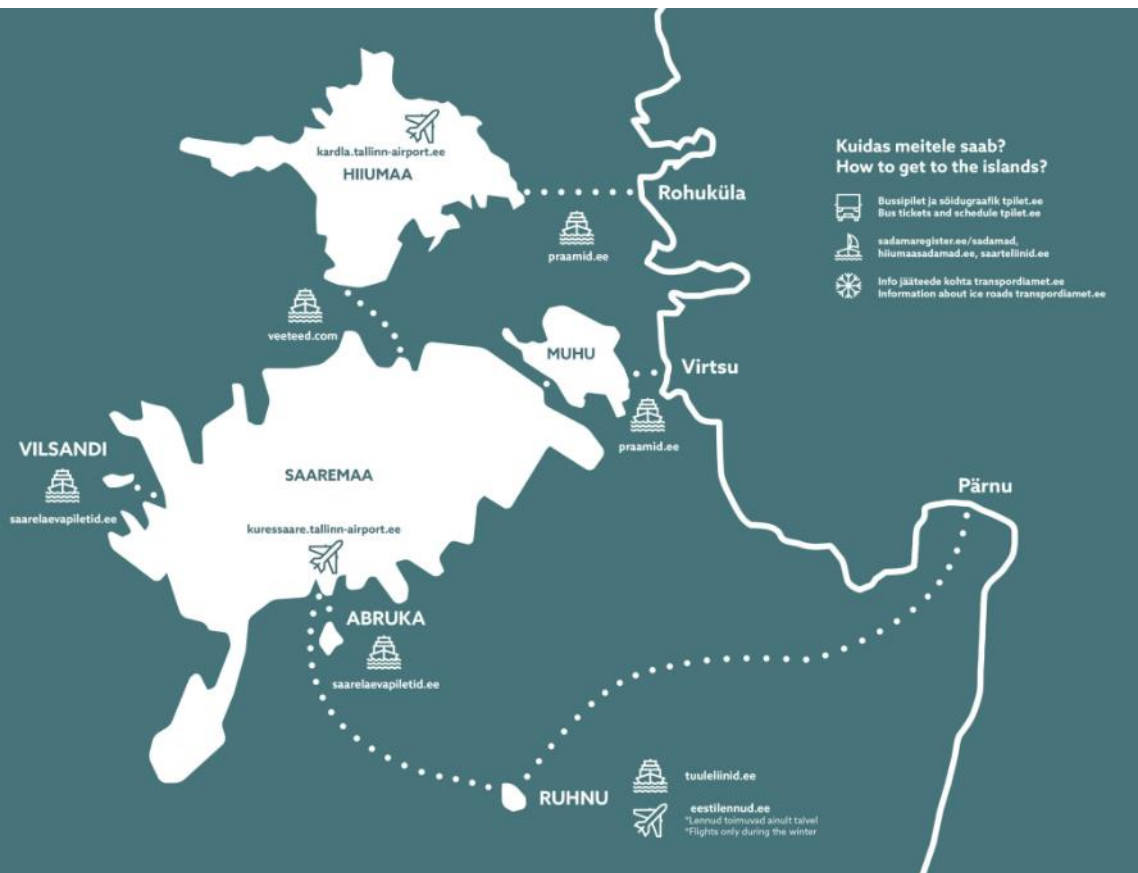 kardla.tallinn-airport.ee
HIIUMAA
Rohuküla
praamid.ee
Kuidas meitele saab?
How to get to the islands?
Bussipilet ja sõidugraafik tpilet.ee
Bus tickets and schedule tpilet.ee
sadamaregister.ee/sadamad,
hiiumaasadamad.ee, saarteliinid.ee
Info jääteede kohta transpordiamet.ee
Information about ice roads transpordiamet.ee
veeteed.com
MUHU
Virtsu
praamid.ee
VILSANDI
saarelaevapiletid.ee
SAAREMAA
kuressaare.tallinn-airport.ee
Pärnu
ABRUKA
saarelaevapiletid.ee
RUHNU
tuuleliinid.ee
eestilennud.ee
*Lennud toimuvad ainult talvel
*Flights only during the winter